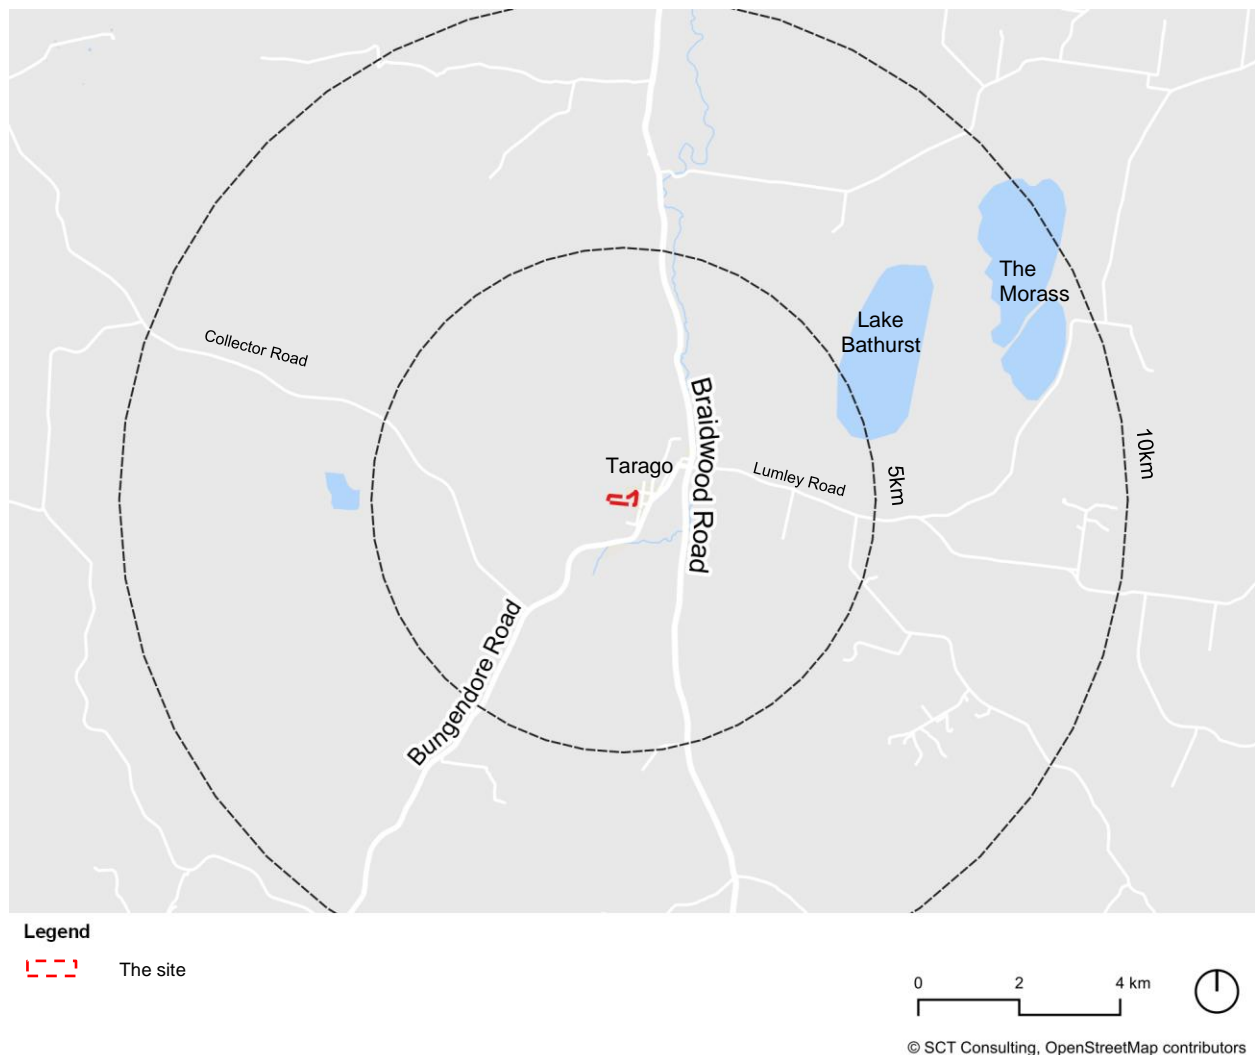 The
Morass
Lake
Bathurst
Collector Road
Braidwood Road
10km
Tarago
Lumley Road
5km
Bungendore Road
Legend
The site
0 2 4 km
© SCT Consulting, OpenStreetMap contributors